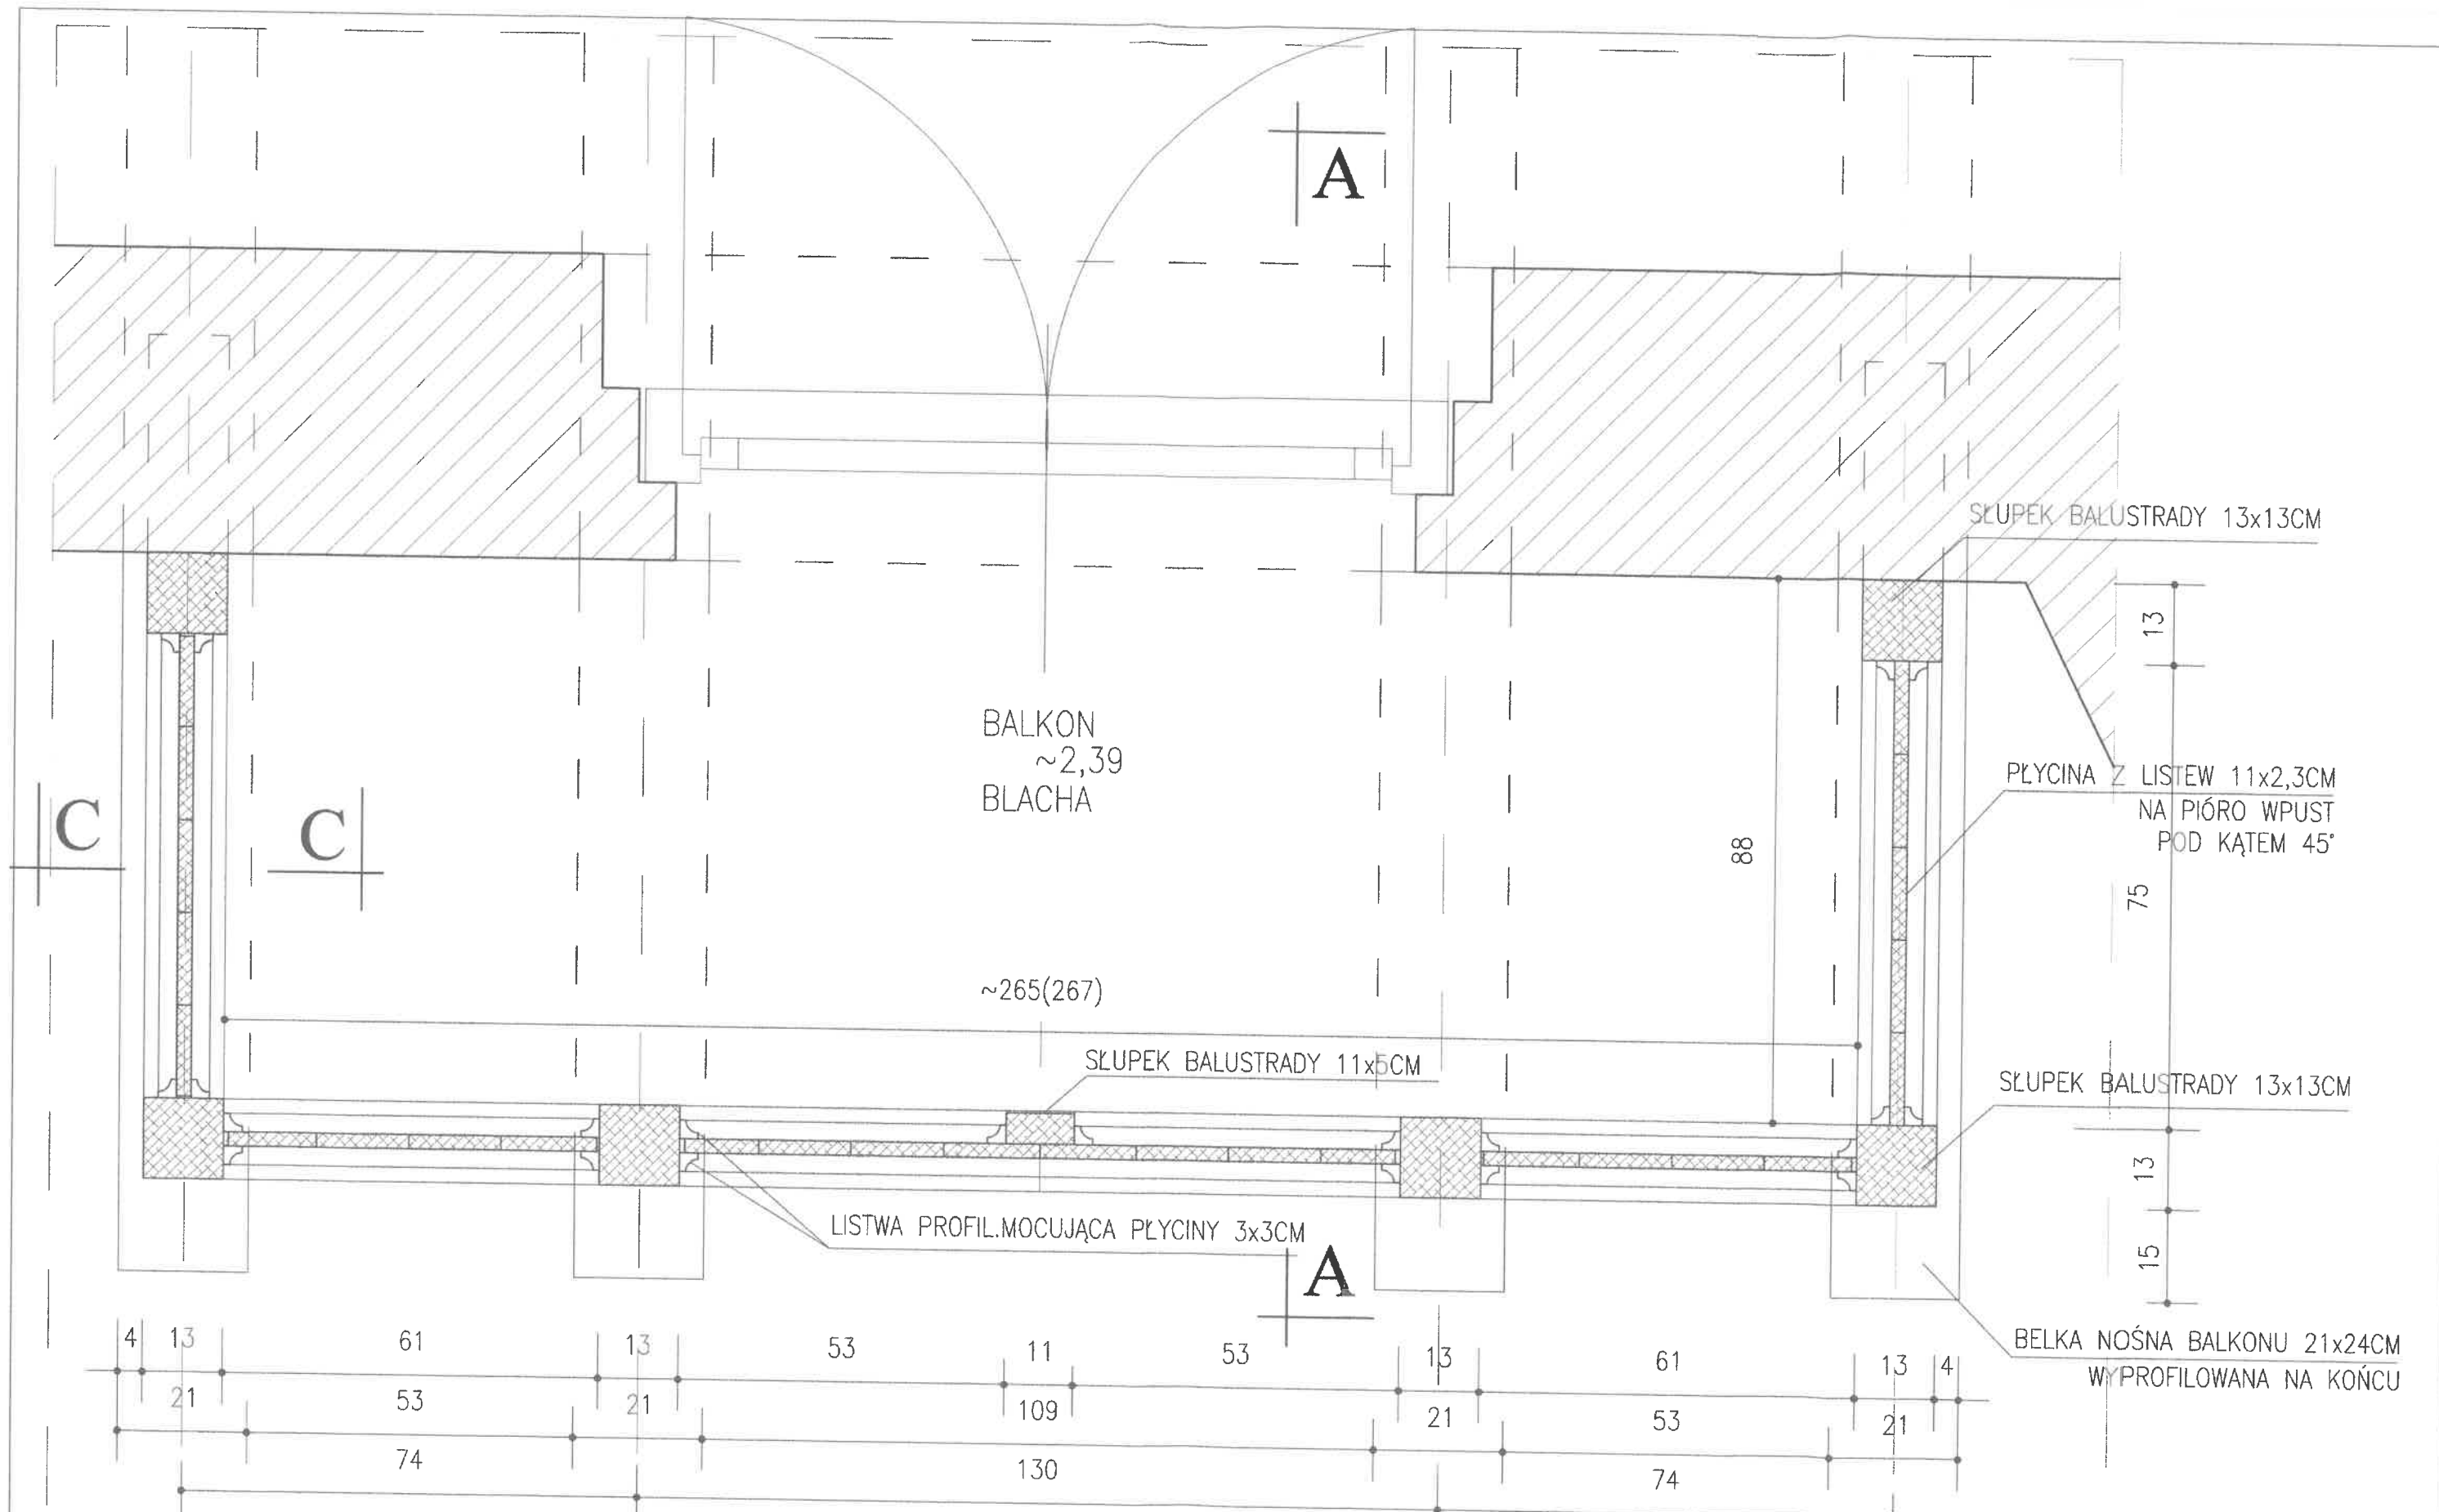 A
SŁUPEK BALUSTRADY 13x13CM
13
BALKON
~2,39
BLACHA
PŁYCINA Z LISTEW 11x2,3CM
NA PIÓRO WPUST
POD KĄTEM 45°
C
C
88
75
~265(267)
SŁUPEK BALUSTRADY 11x5CM
SŁUPEK BALUSTRADY 13x13CM
13
LISTWA PROFIL.MOCUJĄCA PŁYCINY 3x3CM
A
15
BELKA NOŚNA BALKONU 21x24CM
WYPROFILOWANA NA KOŃCU
4 13 61 13 53 11 53 13 61 13 4
21 53 21 109 21 53 21
74 130 74